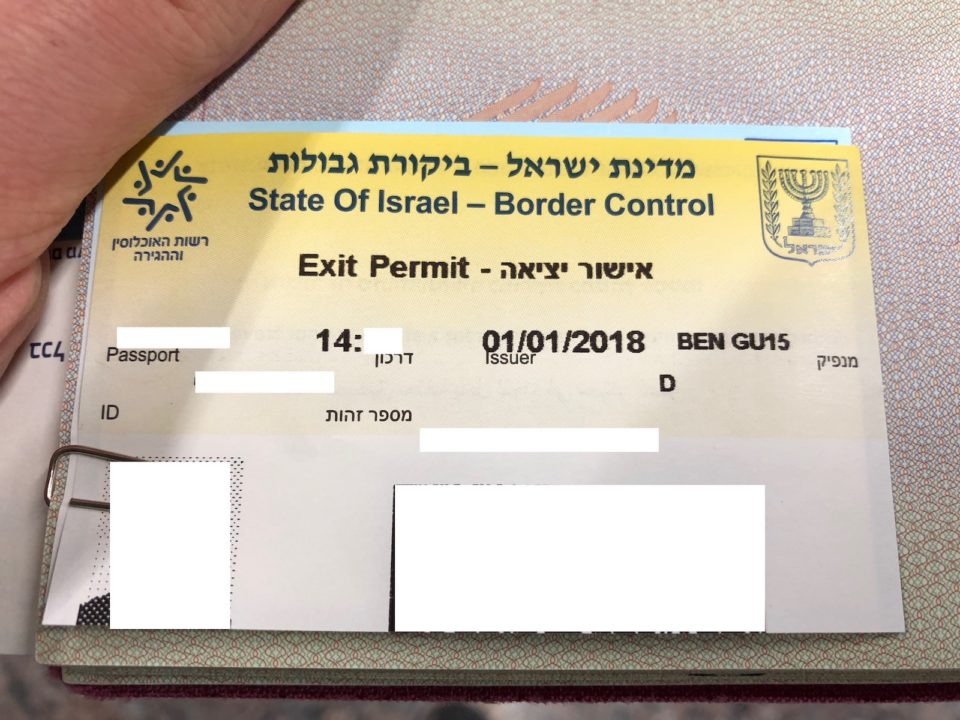 מדינת ישראל – ביקורת גבולות
State Of Israel – Border Control
רשות האוכלוסין
וההגירה
ישראל
Exit Permit - אישור יציאה
14: 01/01/2018 BEN GU15
Passport דרכון Issuer מנפיק
D
ID מספר זהות